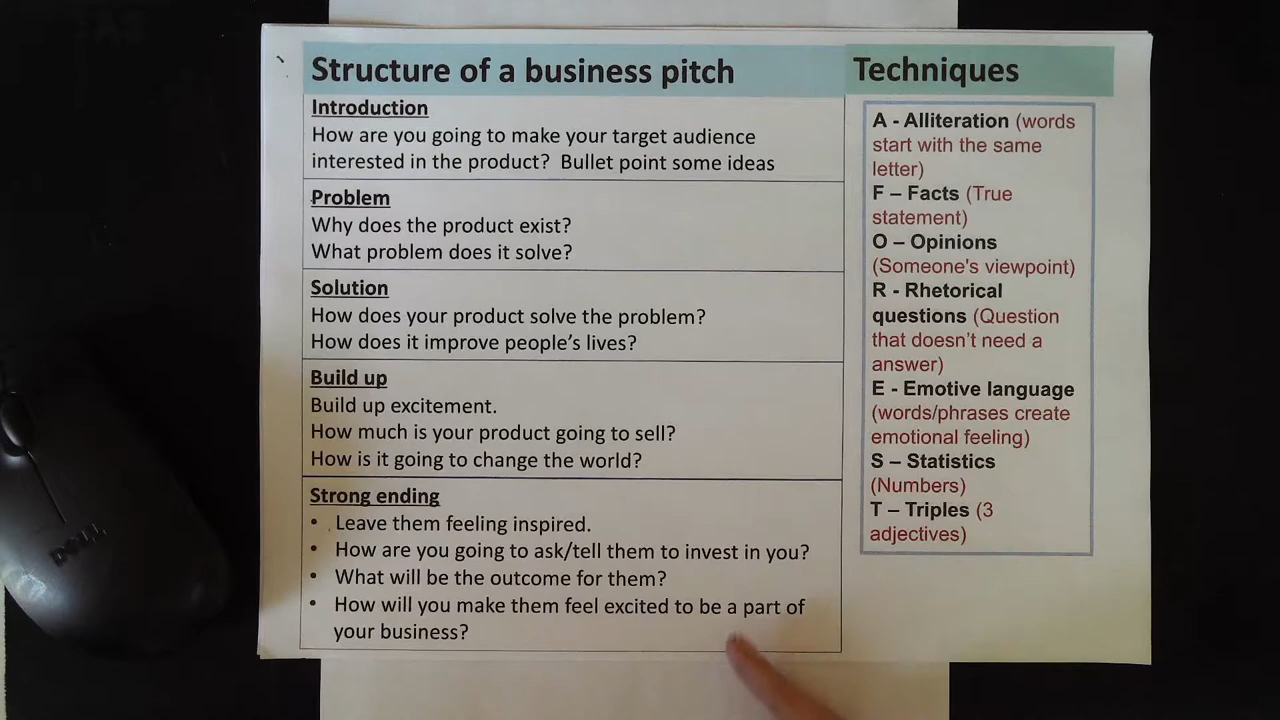 Structure of a business pitch
Introduction
How are you going to make your target audience
interested in the product?  Bullet point some ideas
Problem
Why does the product exist?
What problem does it solve?
Solution
How does your product solve the problem?
How does it improve people's lives?
Build up
Build up excitement.
How much is your product going to sell?
How is it going to change the world?
Strong ending
• Leave them feeling inspired.
• How are you going to ask/tell them to invest in you?
• What will be the outcome for them?
• How will you make them feel excited to be a part of
your business?
Techniques
A - Alliteration (words
start with the same
letter)
F – Facts (True
statement)
O – Opinions
(Someone's viewpoint)
R - Rhetorical
questions (Question
that doesn't need a
answer)
E - Emotive language
(words/phrases create
emotional feeling)
S – Statistics
(Numbers)
T – Triples (3
adjectives)
DELL